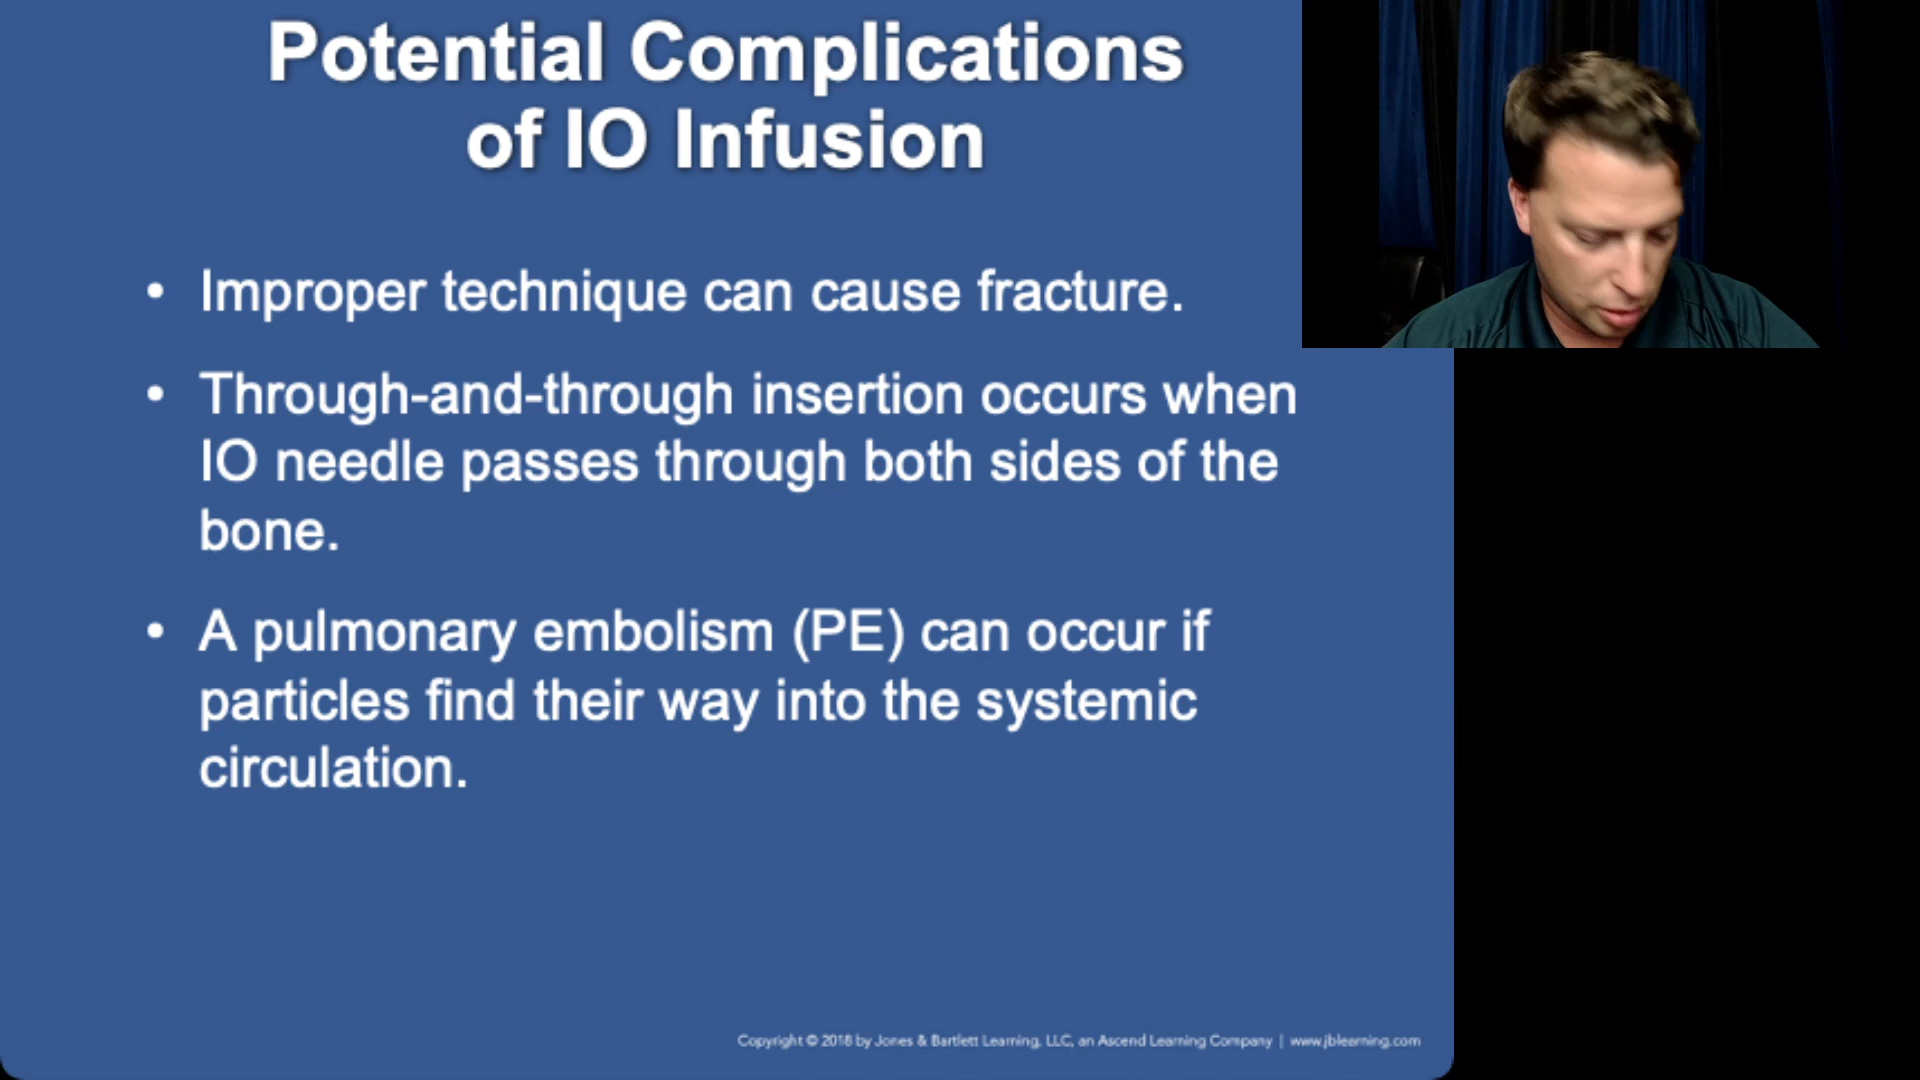 Potential Complications
of IO Infusion
• Improper technique can cause fracture.
• Through-and-through insertion occurs when
IO needle passes through both sides of the
bone.
• A pulmonary embolism (PE) can occur if
particles find their way into the systemic
circulation.
Copyright © 2018 by Jones & Bartlett Learning, LLC, an Ascend Learning Company | www.jblearning.com